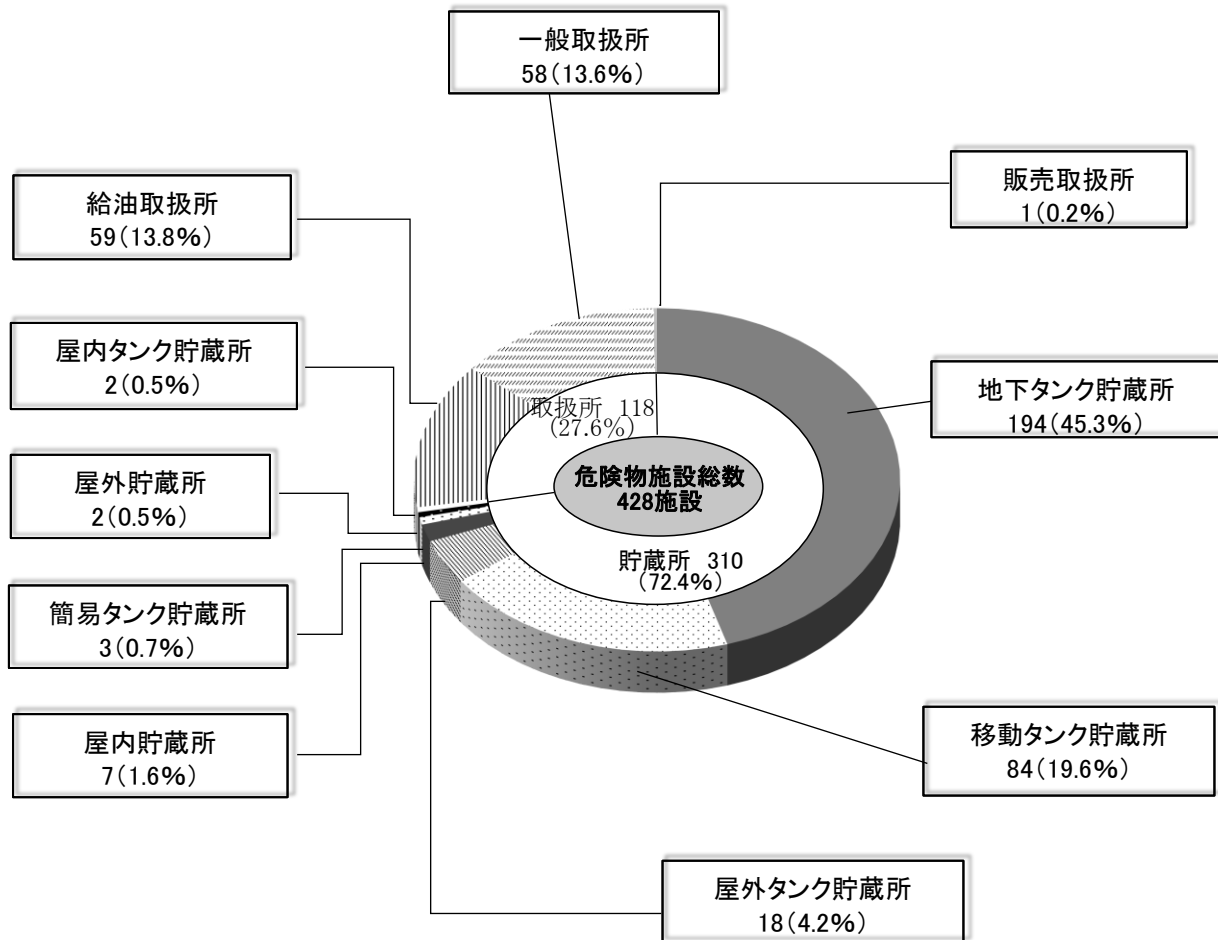 一般取扱所
58(13.6%)
販売取扱所
1(0.2%)
給油取扱所
59(13.8%)
屋内タンク貯蔵所
2(0.5%)
地下タンク貯蔵所
194(45.3%)
取扱所 118
(27.6%)
危険物施設総数
428施設
屋外貯蔵所
2(0.5%)
貯蔵所 310
(72.4%)
簡易タンク貯蔵所
3(0.7%)
屋内貯蔵所
7(1.6%)
移動タンク貯蔵所
84(19.6%)
屋外タンク貯蔵所
18(4.2%)